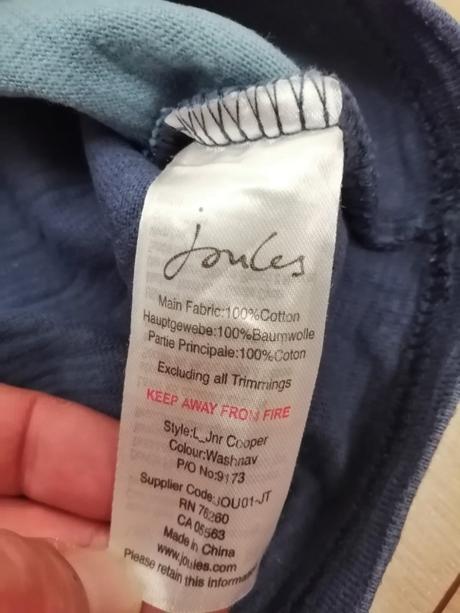 Joules
Main Fabric:100%Cotton
Hauptgewebe:100%Baumwolle
Partie Principale:100%Coton
Excluding all Trimmings
KEEP AWAY FROM FIRE
Style:L_Jnr Cooper
Colour:Washnav
P/O No:9173
Supplier Code:JOU01-JT
RN 76260
CA 05563
Made in China
www.joules.com
Please retain this